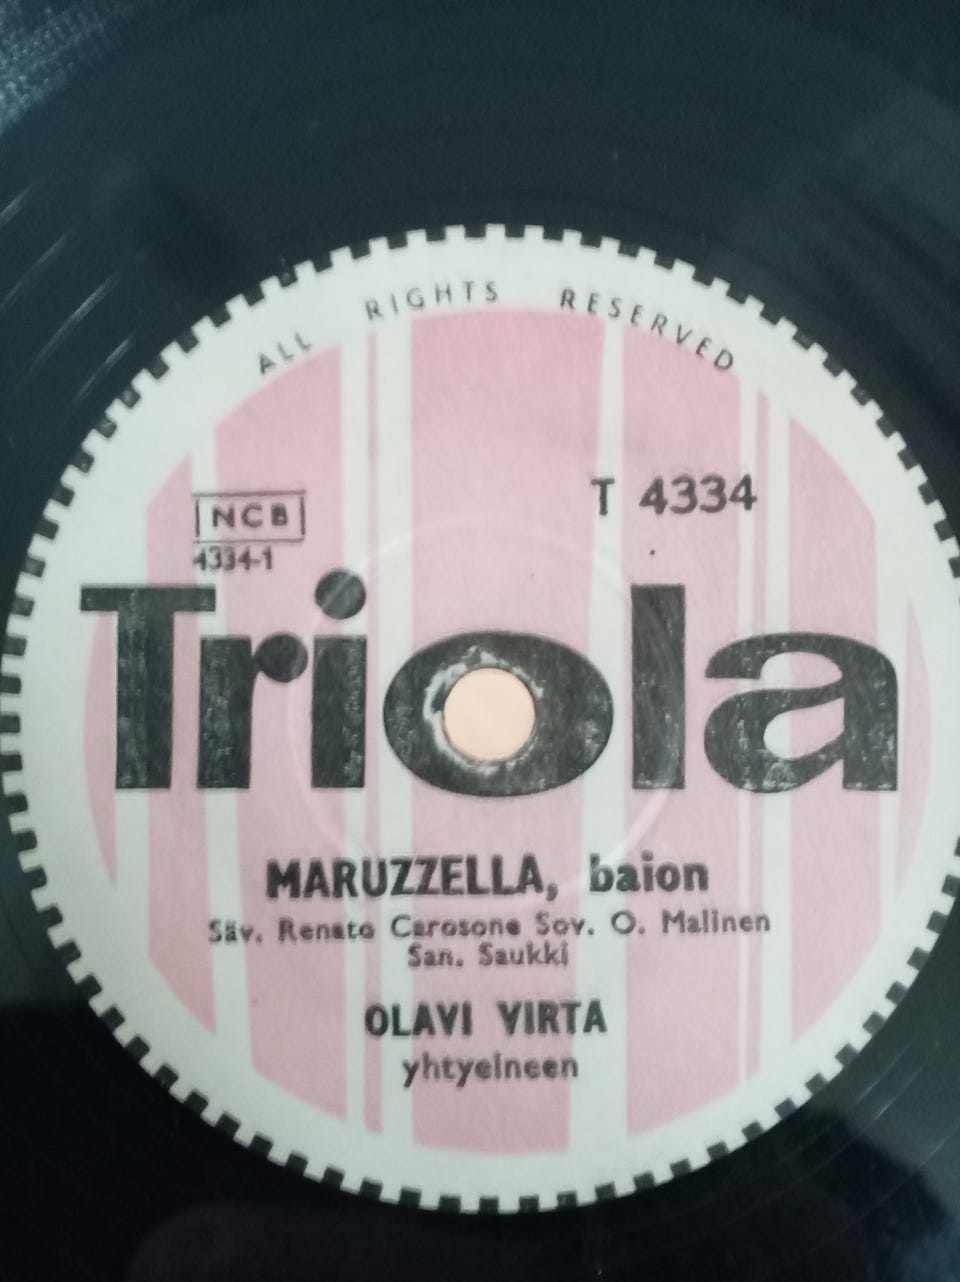 ALL RIGHTS RESERVED
NCB
T 4334
4334-1
Triola
MARUZZELLA, baion
Säv. Renato Carosone Sov. O. Malinen
San. Saukki
OLAVI VIRTA
yhtyeineen